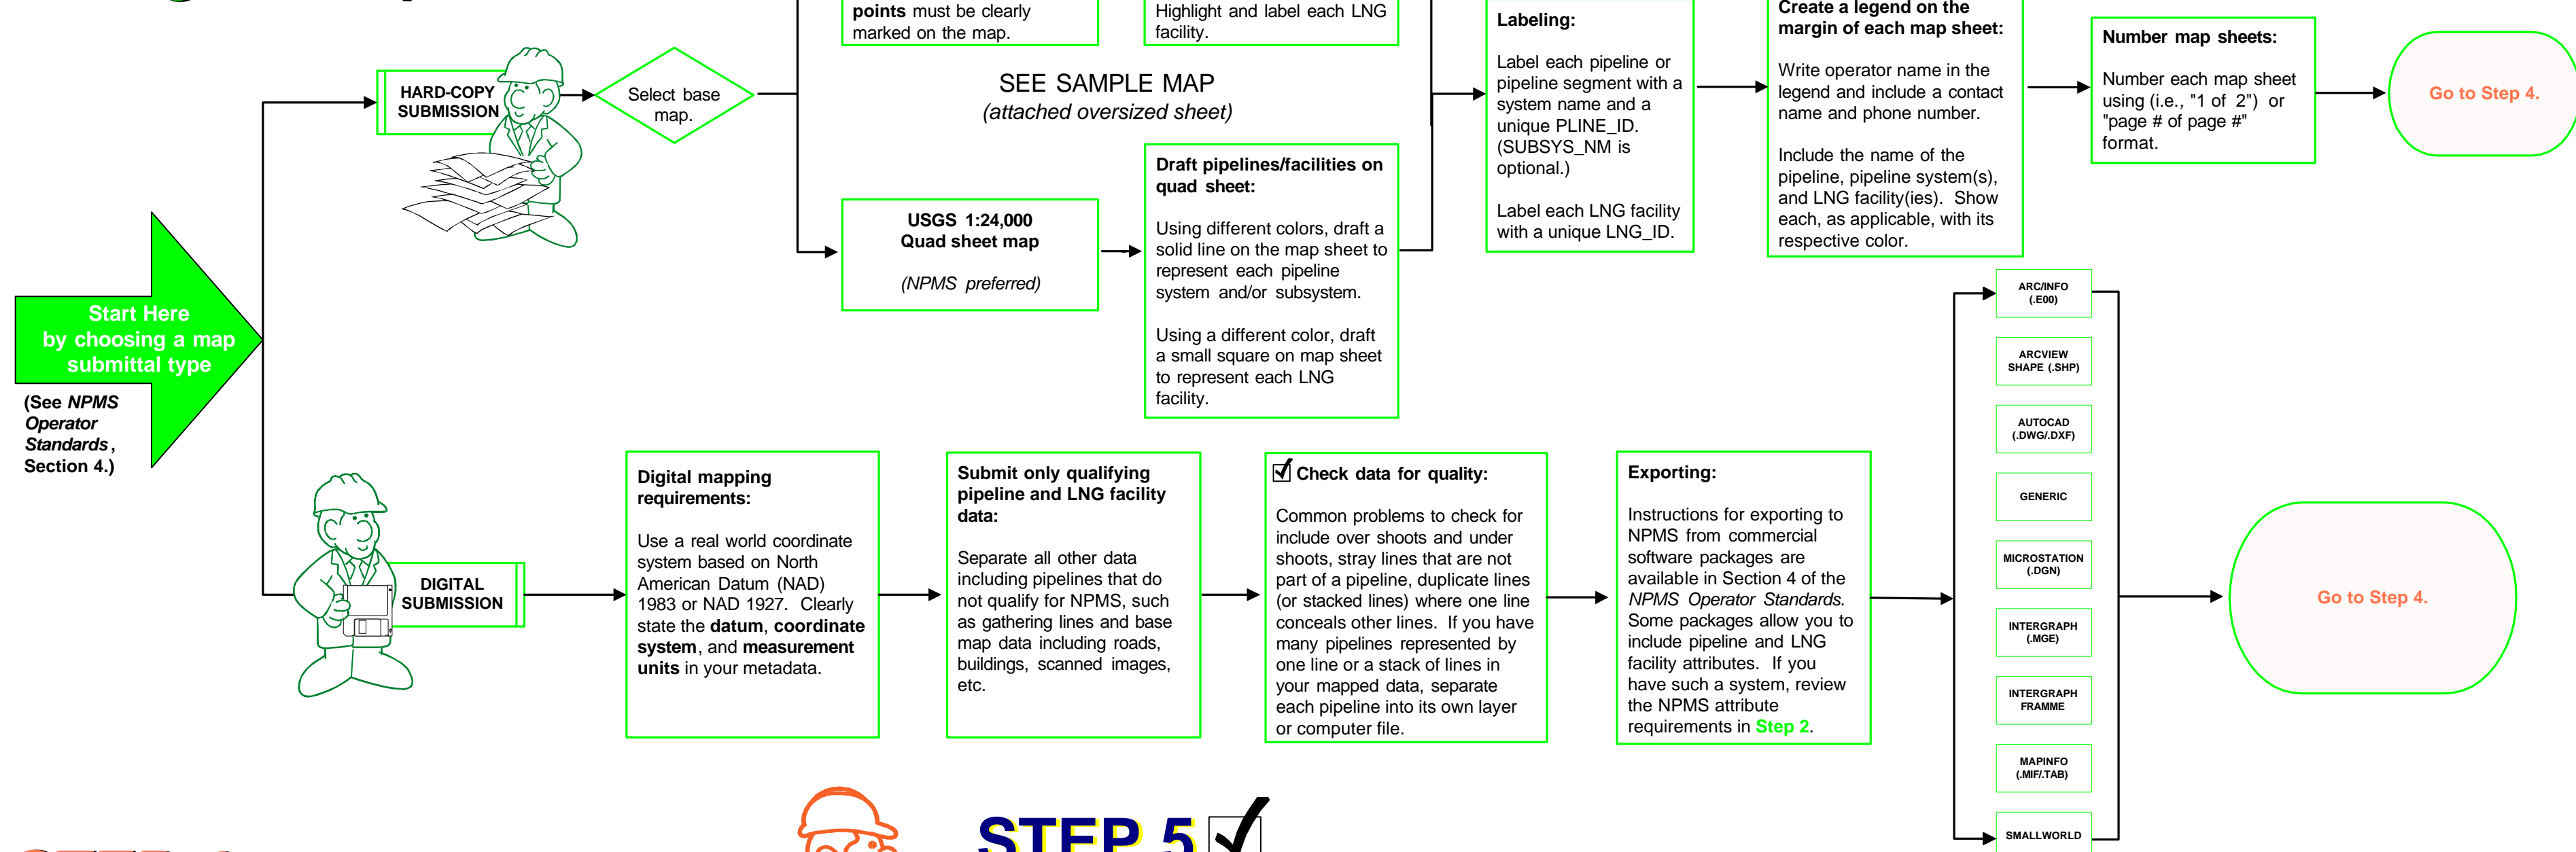 points must be clearly
marked on the map.
Highlight and label each LNG
facility.
SEE SAMPLE MAP
(attached oversized sheet)
HARD-COPY
SUBMISSION
Select base
map.
USGS 1:24,000
Quad sheet map
(NPMS preferred)
Draft pipelines/facilities on
quad sheet:
Using different colors, draft a
solid line on the map sheet to
represent each pipeline
system and/or subsystem.
Using a different color, draft
a small square on map sheet
to represent each LNG
facility.
Labeling:
Label each pipeline or
pipeline segment with a
system name and a
unique PLINE_ID.
(SUBSYS_NM is
optional.)
Label each LNG facility
with a unique LNG_ID.
Create a legend on the
margin of each map sheet:
Write operator name in the
legend and include a contact
name and phone number.
Include the name of the
pipeline, pipeline system(s),
and LNG facility(ies). Show
each, as applicable, with its
respective color.
Number map sheets:
Number each map sheet
using (i.e., "1 of 2") or
"page # of page #"
format.
Go to Step 4.
Start Here
by choosing a map
submittal type
(See NPMS
Operator
Standards,
Section 4.)
DIGITAL
SUBMISSION
Digital mapping
requirements:
Use a real world coordinate
system based on North
American Datum (NAD)
1983 or NAD 1927. Clearly
state the datum, coordinate
system, and measurement
units in your metadata.
Submit only qualifying
pipeline and LNG facility
data:
Separate all other data
including pipelines that do
not qualify for NPMS, such
as gathering lines and base
map data including roads,
buildings, scanned images,
etc.
Check data for quality:
Common problems to check for
include over shoots and under
shoots, stray lines that are not
part of a pipeline, duplicate lines
(or stacked lines) where one line
conceals other lines. If you have
many pipelines represented by
one line or a stack of lines in
your mapped data, separate
each pipeline into its own layer
or computer file.
Exporting:
Instructions for exporting to
NPMS from commercial
software packages are
available in Section 4 of the
NPMS Operator Standards.
Some packages allow you to
include pipeline and LNG
facility attributes. If you
have such a system, review
the NPMS attribute
requirements in Step 2.
ARC/INFO
(.E00)
ARCVIEW
SHAPE (.SHP)
AUTOCAD
(.DWG/.DXF)
GENERIC
MICROSTATION
(.DGN)
INTERGRAPH
(.MGE)
INTERGRAPH
FRAMME
MAPINFO
(.MIF/.TAB)
SMALLWORLD
Go to Step 4.
STEP 5